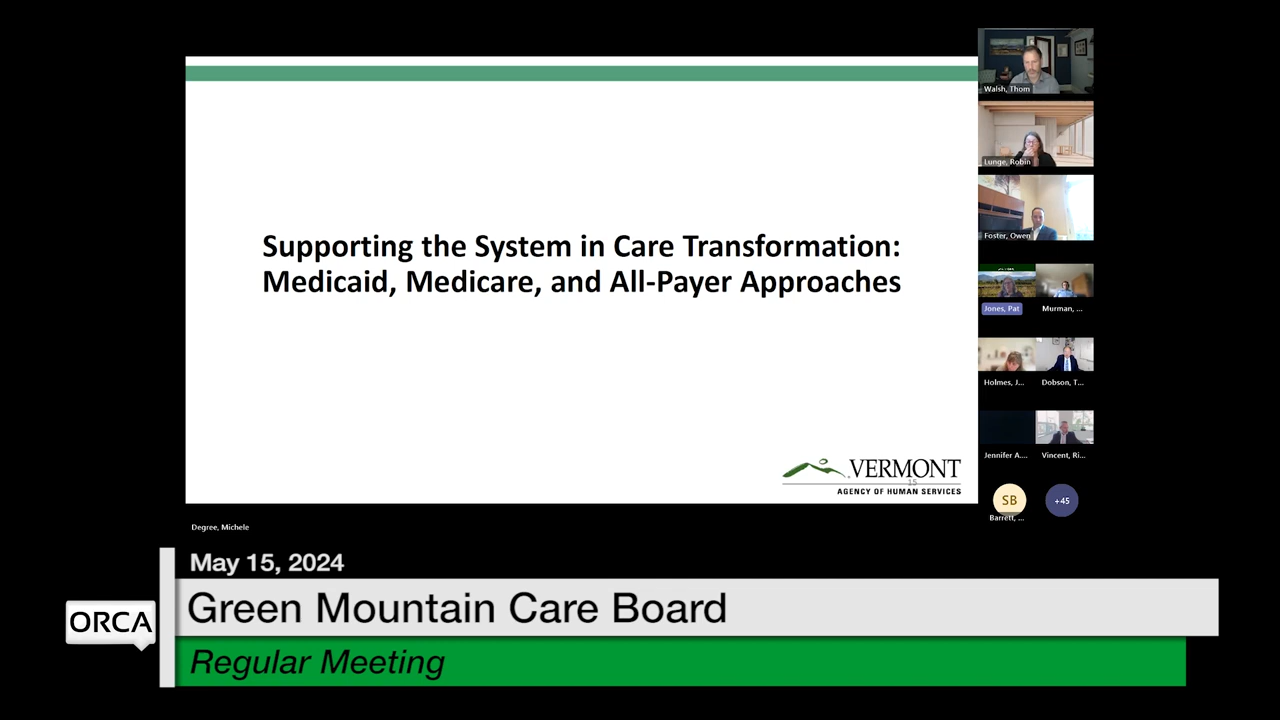 Supporting the System in Care Transformation:
Medicaid, Medicare, and All-Payer Approaches
VERMONT
15
AGENCY OF HUMAN SERVICES
Walsh, Thom
Lunge, Robin
Foster, Owen
Jones, Pat
Murman, ...
Holmes, J...
Dobson, T...
Jennifer A....
Vincent, Ri...
SB
+45
Barrett, ...
Degree, Michele
May 15, 2024
ORCA
Green Mountain Care Board
Regular Meeting